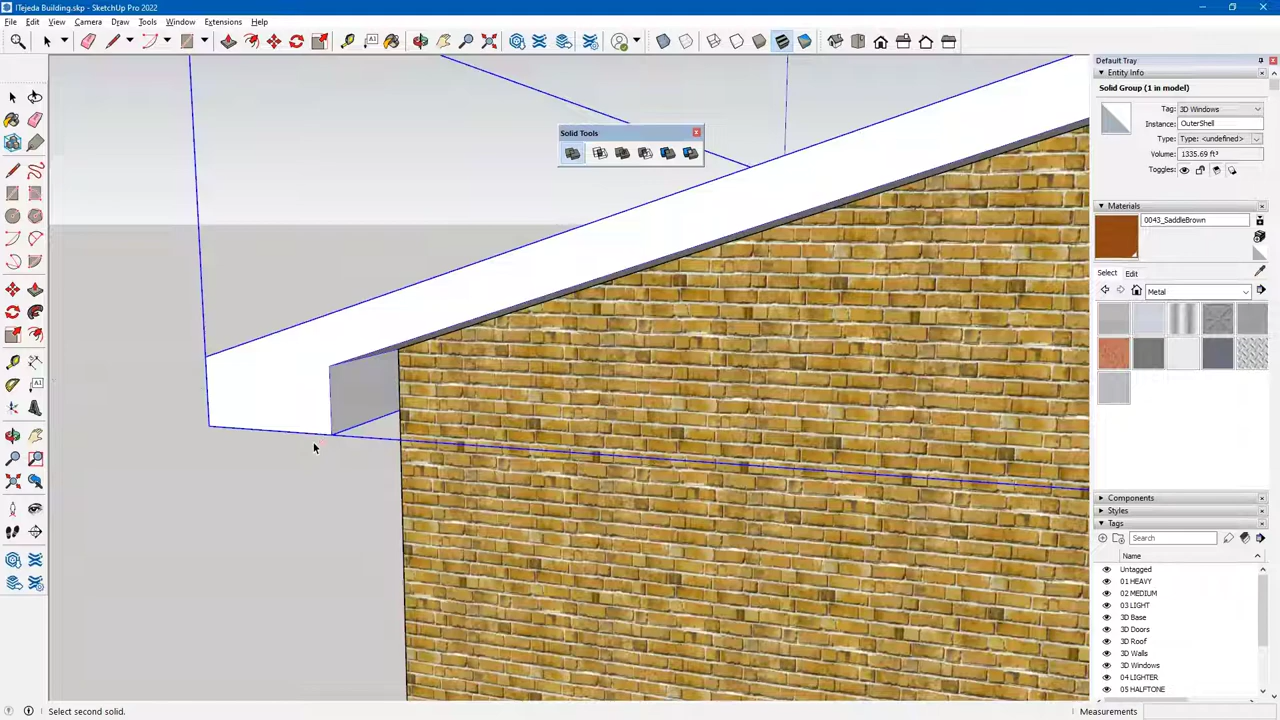 lTejeda Building.skp - SketchUp Pro 2022
File Edit View Camera Draw Tools Window Extensions Help
Default Tray
Entity Info
Solid Group (1 in model)
Tag: 3D Windows
Instance: OuterShell
Type: Type: <undefined>
Volume: 1335.69 ft³
Toggles:
Solid Tools
Materials
0043_SaddleBrown
Select Edit
Metal
Components
Styles
Tags
Search
Name
Untagged
01 HEAVY
02 MEDIUM
03 LIGHT
3D Base
3D Doors
3D Roof
3D Walls
3D Windows
04 LIGHTER
05 HALFTONE
Select second solid.
Measurements